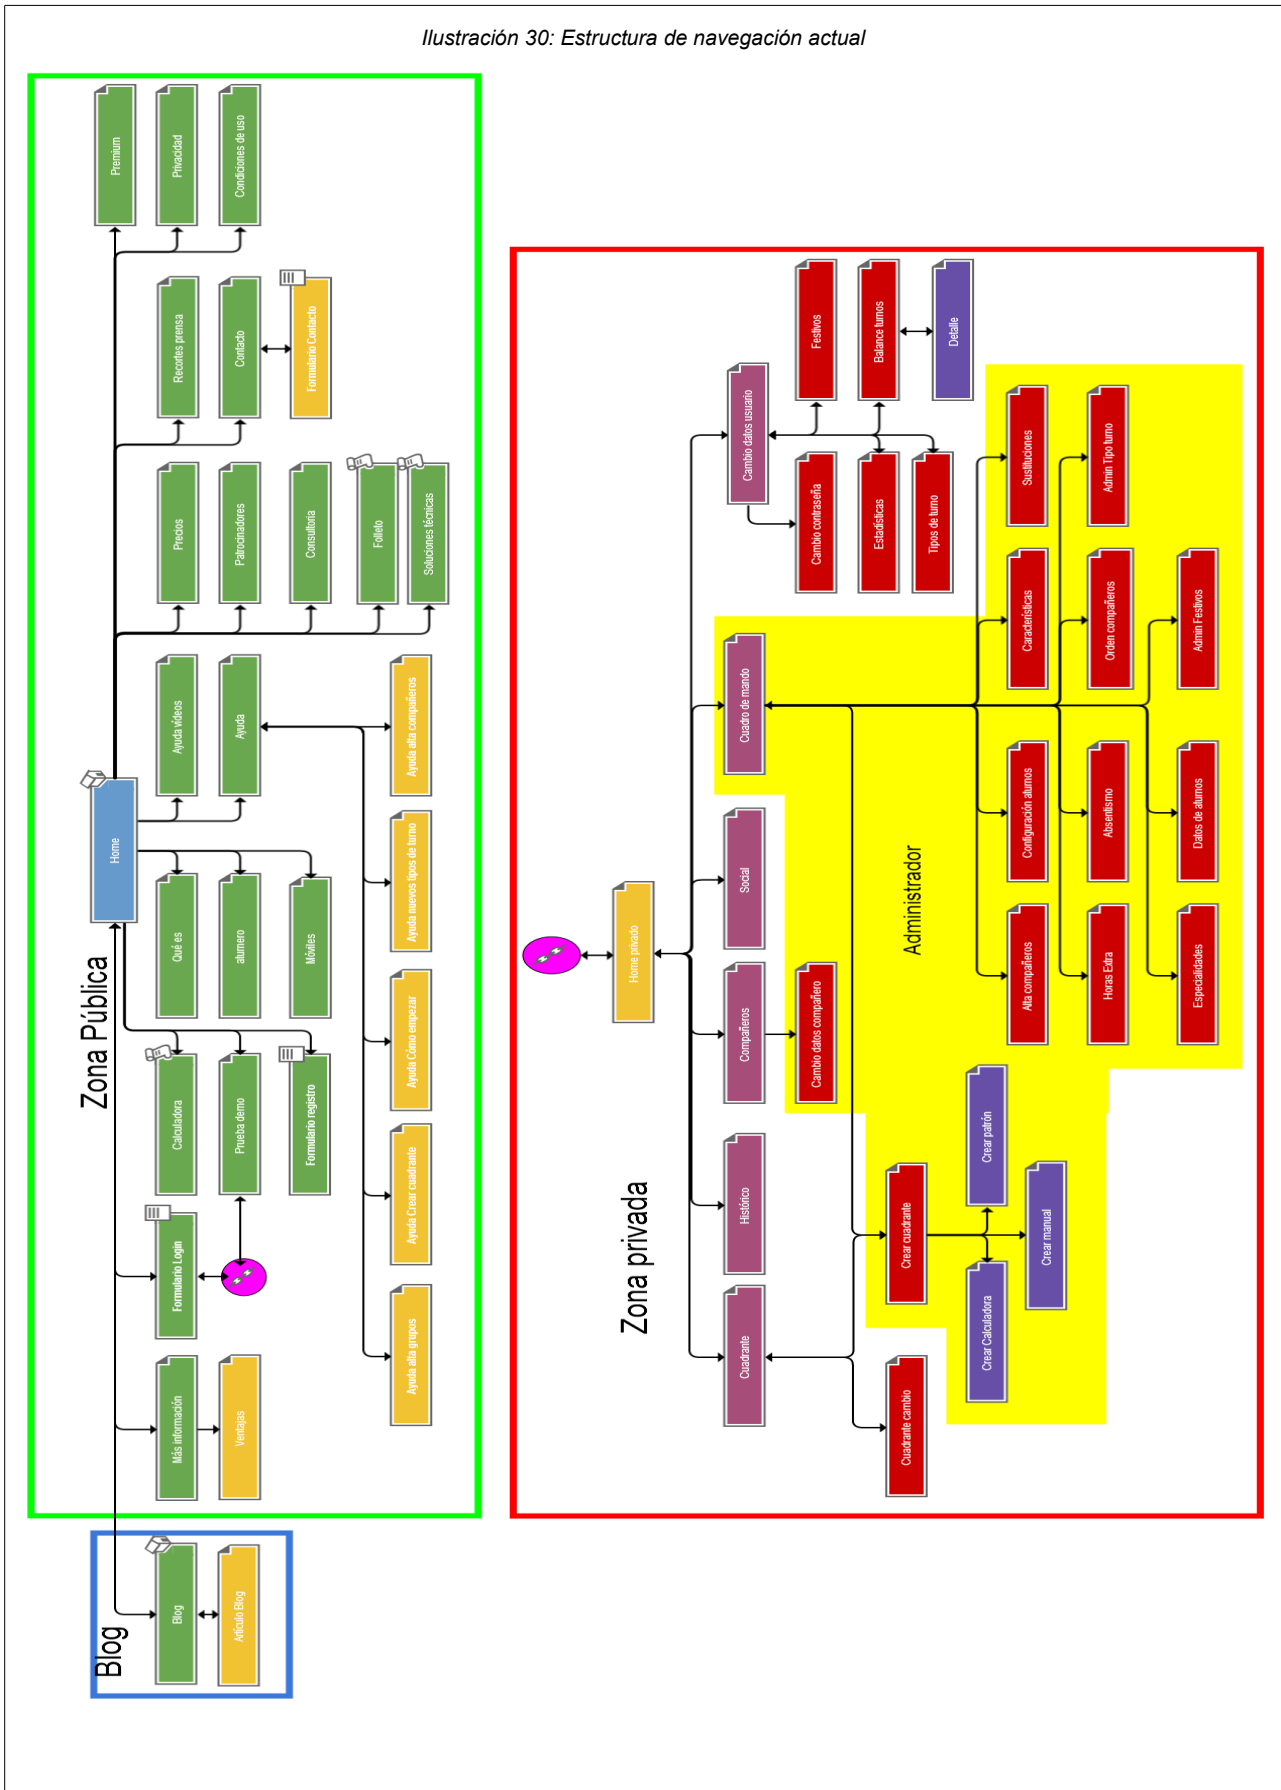 Ilustración 30: Estructura de navegación actual
Blog
Blog
Artículo Blog
Zona Pública
Home
Más información
Ventajas
Formulario Login
Calculadora
Prueba demo
Formulario registro
Qué es
aturnero
Móviles
Ayuda vídeos
Ayuda
Ayuda alta grupos
Ayuda Crear cuadrante
Ayuda Cómo empezar
Ayuda nuevos tipos de turno
Ayuda alta compañeros
Precios
Patrocinadores
Consultoria
Folleto
Soluciones técnicas
Recortes prensa
Contacto
Formulario Contacto
Premium
Privacidad
Condiciones de uso
Zona privada
Home privado
Cuadrante
Histórico
Compañeros
Social
Cuadro de mando
Cambio datos usuario
Cambio datos compañero
Cambio contraseña
Festivos
Estadísticas
Balance turnos
Tipos de turno
Detalle
Cuadrante cambio
Crear cuadrante
Crear Calculadora
Crear patrón
Crear manual
Administrador
Alta compañeros
Configuración aturnos
Características
Sustituciones
Horas Extra
Absentismo
Orden compañeros
Admin Tipo turno
Especialidades
Datos de aturnos
Admin Festivos